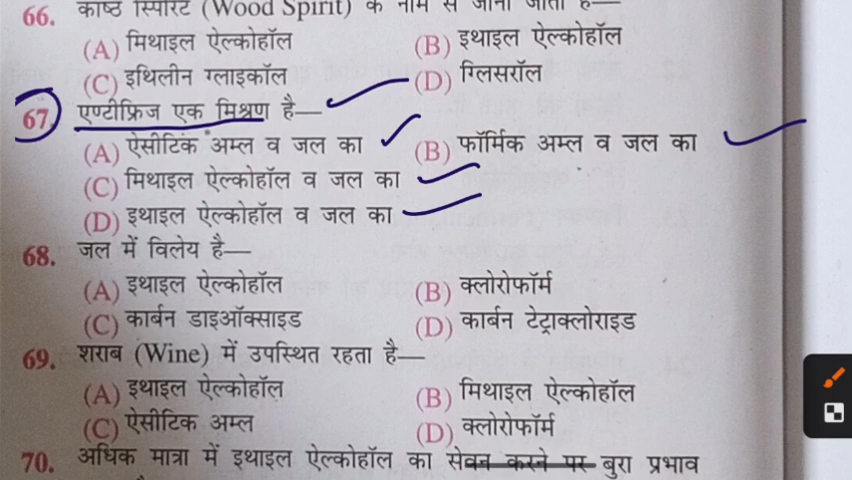 66. काष्ठ स्पिरिट (Wood Spirit) के नाम से जाना जाता है—
(A) मिथाइल ऐल्कोहॉल (B) इथाइल ऐल्कोहॉल
(C) इथिलीन ग्लाइकॉल (D) ग्लिसरॉल
67. एण्टीफ्रिज एक मिश्रण है—
(A) ऐसीटिक अम्ल व जल का (B) फॉर्मिक अम्ल व जल का
(C) मिथाइल ऐल्कोहॉल व जल का
(D) इथाइल ऐल्कोहॉल व जल का
68. जल में विलेय है—
(A) इथाइल ऐल्कोहॉल (B) क्लोरोफॉर्म
(C) कार्बन डाइऑक्साइड (D) कार्बन टेट्राक्लोराइड
69. शराब (Wine) में उपस्थित रहता है—
(A) इथाइल ऐल्कोहॉल (B) मिथाइल ऐल्कोहॉल
(C) ऐसीटिक अम्ल (D) क्लोरोफॉर्म
70. अधिक मात्रा में इथाइल ऐल्कोहॉल का सेवन करने पर बुरा प्रभाव